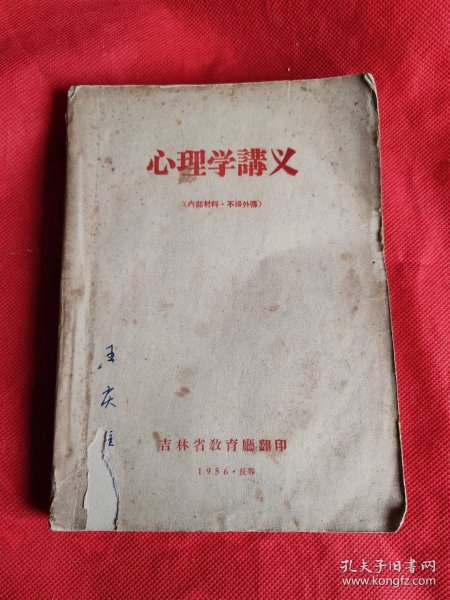 心理学講义
(内部材料·不得外傳)
王
庆
吉林省教育廳翻印
1956·長春
孔夫子旧书网
www.kongfz.com